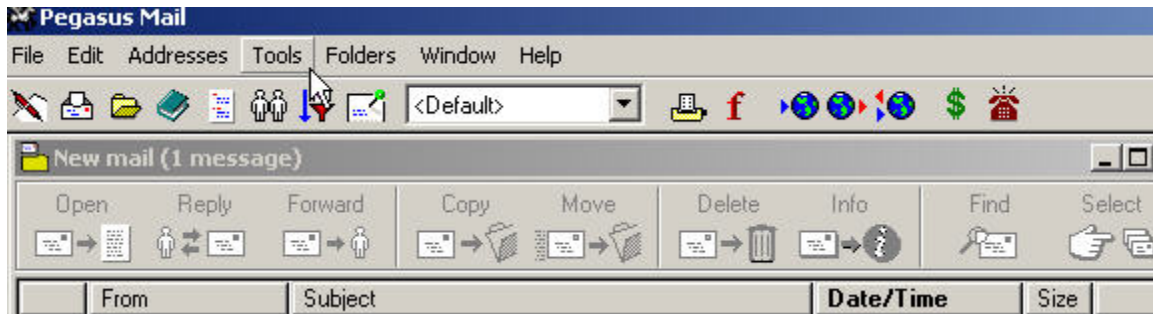 Pegasus Mail
File Edit Addresses Tools Folders Window Help
<Default> f $
New mail (1 message)
Open Reply Forward Copy Move Delete Info Find Select
From Subject Date/Time Size